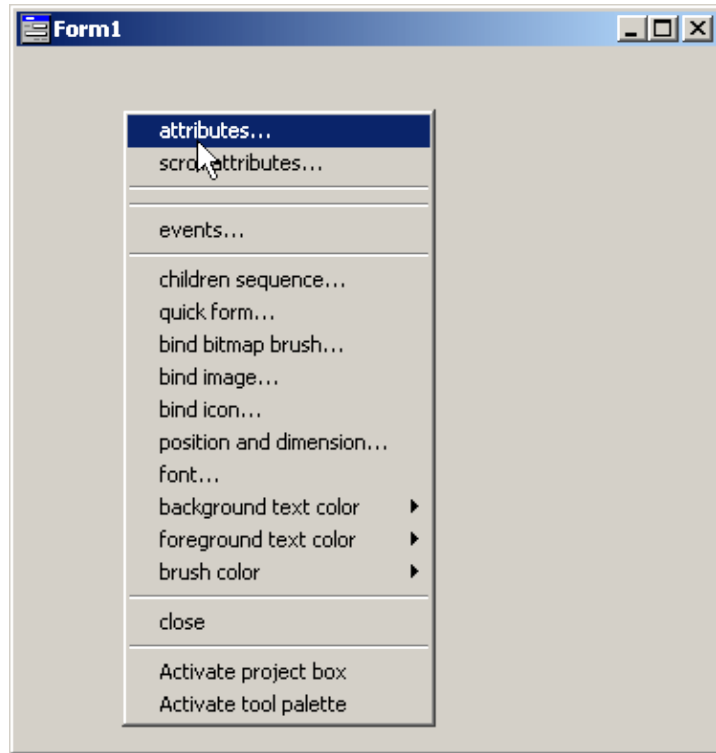 Form1
attributes...
scroll attributes...
events...
children sequence...
quick form...
bind bitmap brush...
bind image...
bind icon...
position and dimension...
font...
background text color
foreground text color
brush color
close
Activate project box
Activate tool palette